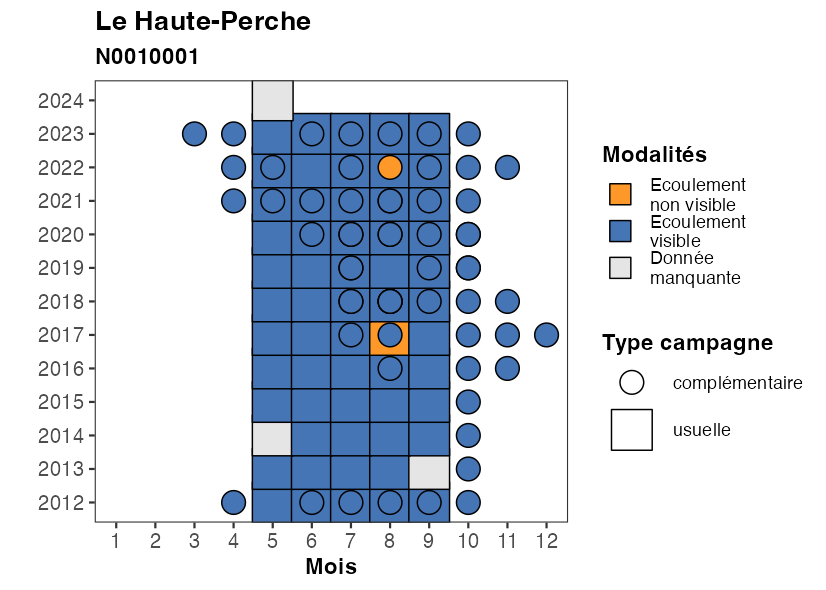 Le Haute-Perche
N0010001
2024
2023
2022
2021
2020
2019
2018
2017
2016
2015
2014
2013
2012
1 2 3 4 5 6 7 8 9 10 11 12
Mois
Modalités
Ecoulement
non visible
Ecoulement
visible
Donnée
manquante
Type campagne
complémentaire
usuelle